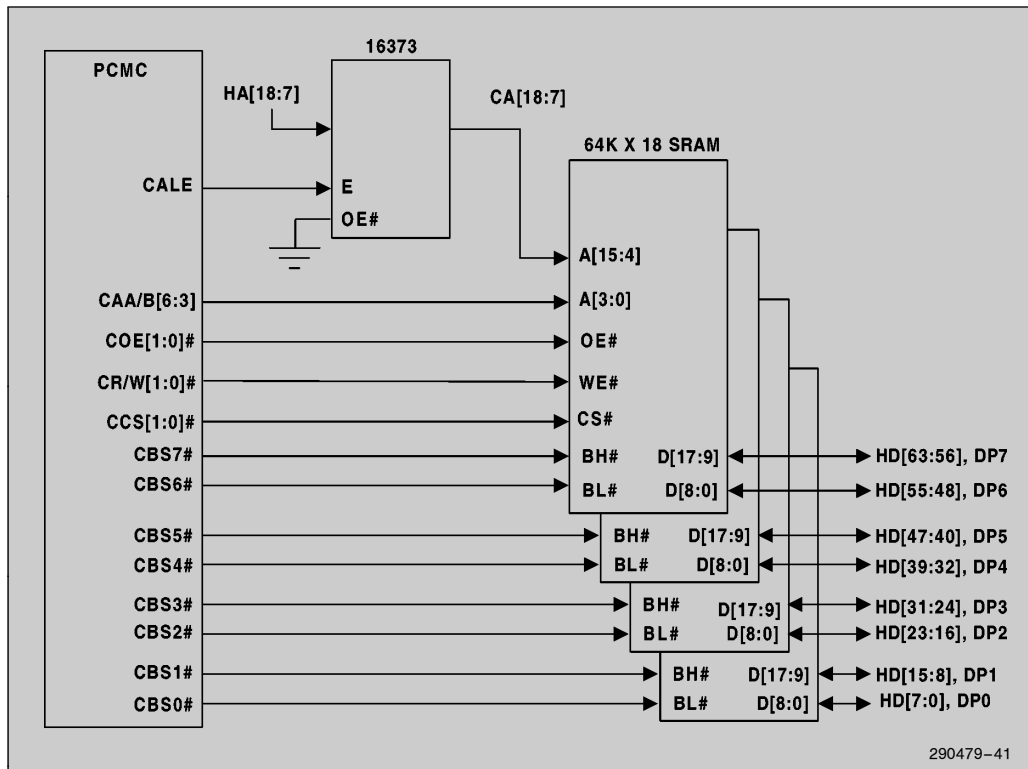 16373
PCMC
HA[18:7]
CA[18:7]
64K X 18 SRAM
CALE
E
OE#
A[15:4]
CAA/B[6:3]
A[3:0]
COE[1:0]#
OE#
CR/W[1:0]#
WE#
CCS[1:0]#
CS#
CBS7#
BH#
D[17:9]
HD[63:56], DP7
CBS6#
BL#
D[8:0]
HD[55:48], DP6
CBS5#
BH#
D[17:9]
HD[47:40], DP5
CBS4#
BL#
D[8:0]
HD[39:32], DP4
CBS3#
BH#
D[17:9]
HD[31:24], DP3
CBS2#
BL#
D[8:0]
HD[23:16], DP2
CBS1#
BH#
D[17:9]
HD[15:8], DP1
CBS0#
BL#
D[8:0]
HD[7:0], DP0
290479–41